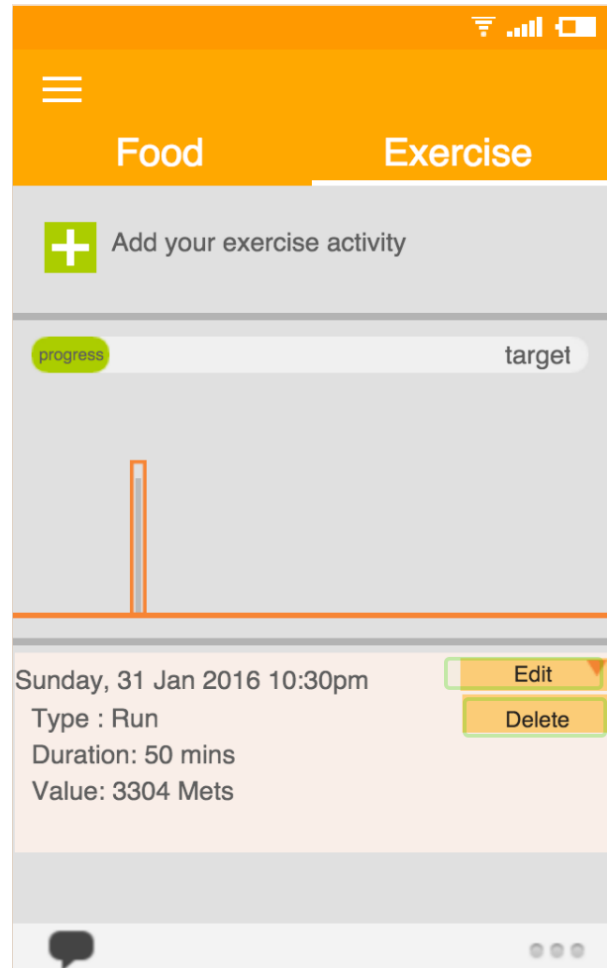 Food Exercise
Add your exercise activity
progress target
Sunday, 31 Jan 2016 10:30pm Edit
Type : Run Delete
Duration: 50 mins
Value: 3304 Mets